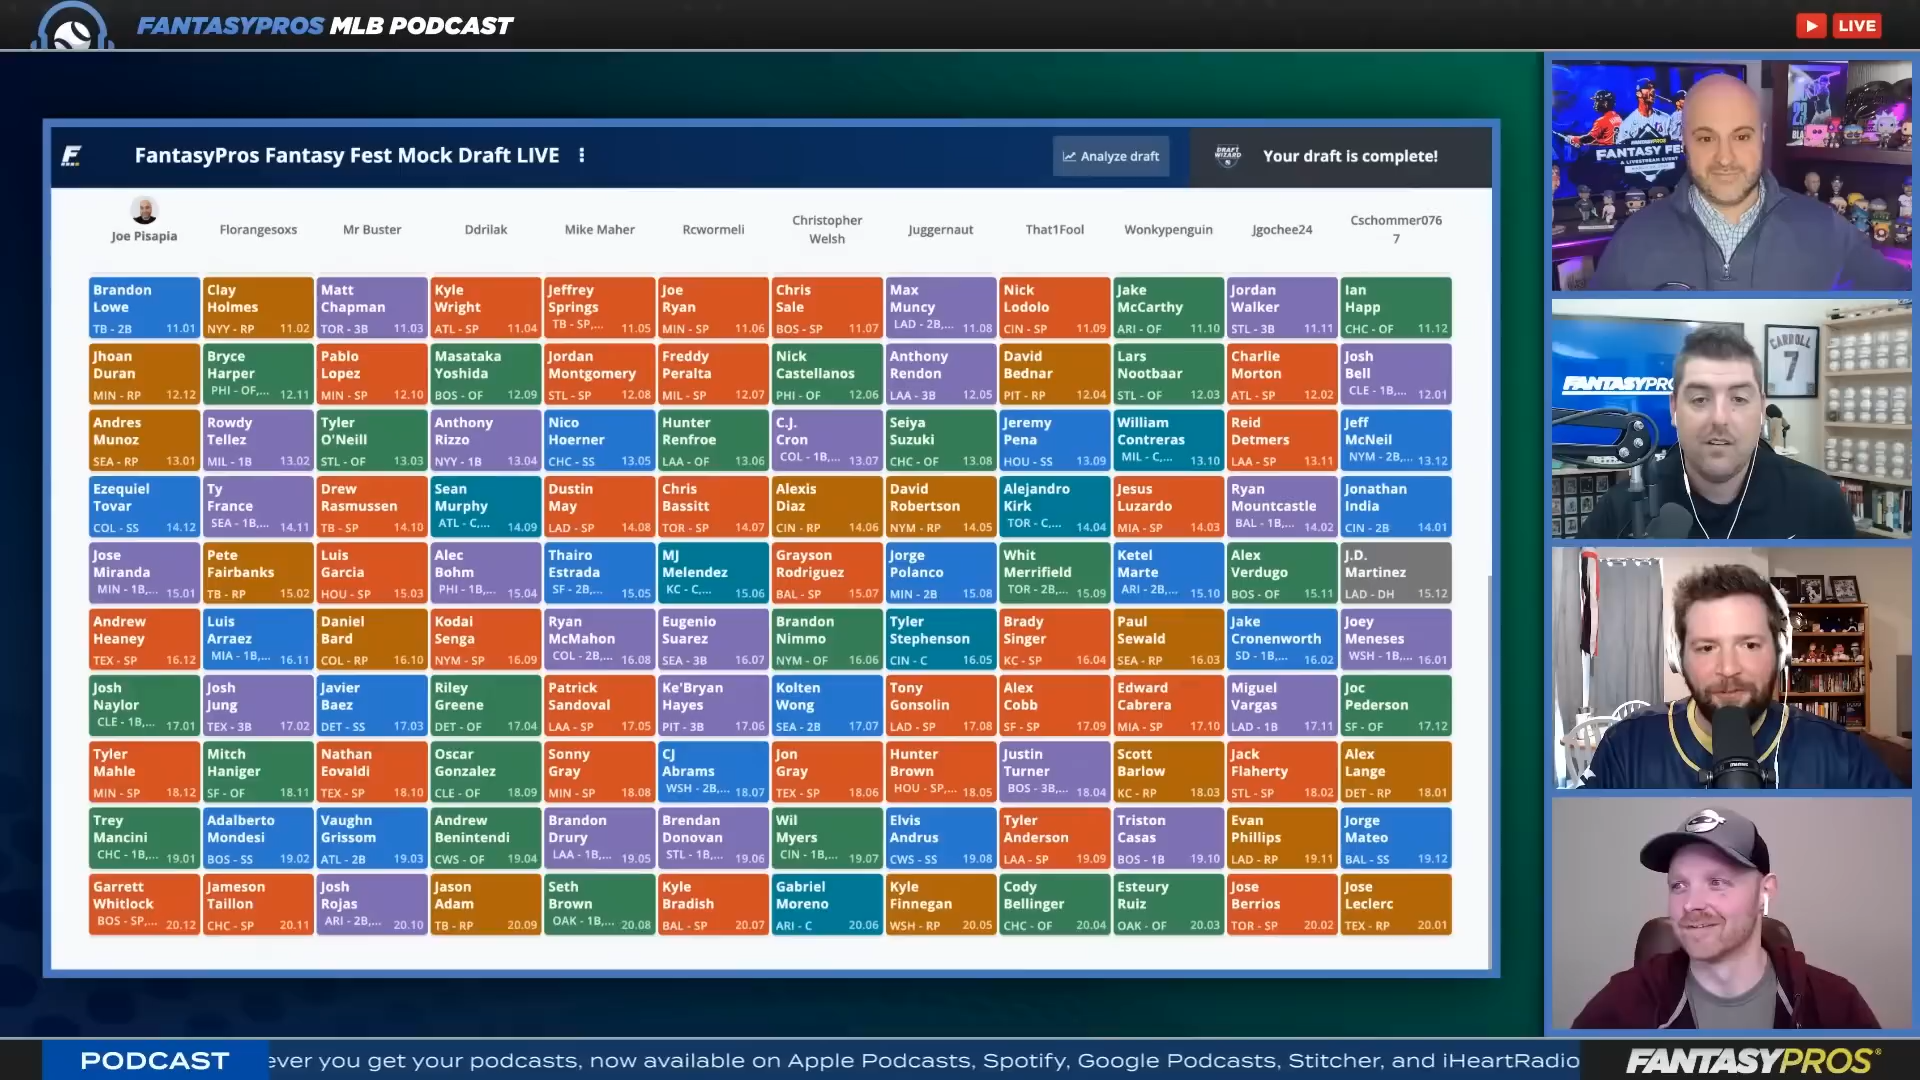 FANTASYPROS MLB PODCAST
LIVE
FantasyPros Fantasy Fest Mock Draft LIVE
Analyze draft
DRAFT WIZARD
Your draft is complete!
Joe Pisapia Florangesoxs Mr Buster Ddrilak Mike Maher Rcwormeli Christopher Welsh Juggernaut That1Fool Wonkypenguin Jgochee24 Cschommer0767
Brandon Clay Matt Kyle Jeffrey Joe Chris Max Nick Jake Jordan Ian
Lowe Holmes Chapman Wright Springs Ryan Sale Muncy Lodolo McCarthy Walker Happ
TB - 2B 11.01 NYY - RP 11.02 TOR - 3B 11.03 ATL - SP 11.04 TB - SP,... 11.05 MIN - SP 11.06 BOS - SP 11.07 LAD - 2B,... 11.08 CIN - SP 11.09 ARI - OF 11.10 STL - 3B 11.11 CHC - OF 11.12
Jhoan Bryce Pablo Masataka Jordan Freddy Nick Anthony David Lars Charlie Josh
Duran Harper Lopez Yoshida Montgomery Peralta Castellanos Rendon Bednar Nootbaar Morton Bell
MIN - RP 12.12 PHI - OF,... 12.11 MIN - SP 12.10 BOS - OF 12.09 STL - SP 12.08 MIL - SP 12.07 PHI - OF 12.06 LAA - 3B 12.05 PIT - RP 12.04 STL - OF 12.03 ATL - SP 12.02 CLE - 1B,... 12.01
Andres Rowdy Tyler Anthony Nico Hunter C.J. Seiya Jeremy William Reid Jeff
Munoz Tellez O'Neill Rizzo Hoerner Renfroe Cron Suzuki Pena Contreras Detmers McNeil
SEA - RP 13.01 MIL - 1B 13.02 STL - OF 13.03 NYY - 1B 13.04 CHC - SS 13.05 LAA - OF 13.06 COL - 1B,... 13.07 CHC - OF 13.08 HOU - SS 13.09 MIL - C,... 13.10 LAA - SP 13.11 NYM - 2B,... 13.12
Ezequiel Ty Drew Sean Dustin Chris Alexis David Alejandro Jesus Ryan Jonathan
Tovar France Rasmussen Murphy May Bassitt Diaz Robertson Kirk Luzardo Mountcastle India
COL - SS 14.12 SEA - 1B,... 14.11 TB - SP 14.10 ATL - C,... 14.09 LAD - SP 14.08 TOR - SP 14.07 CIN - RP 14.06 NYM - RP 14.05 TOR - C,... 14.04 MIA - SP 14.03 BAL - 1B,... 14.02 CIN - 2B 14.01
Jose Pete Luis Alec Thairo MJ Grayson Jorge Whit Ketel Alex J.D.
Miranda Fairbanks Garcia Bohm Estrada Melendez Rodriguez Polanco Merrifield Marte Verdugo Martinez
MIN - 1B,... 15.01 TB - RP 15.02 HOU - SP 15.03 PHI - 1B,... 15.04 SF - 2B,... 15.05 KC - C,... 15.06 BAL - SP 15.07 MIN - 2B 15.08 TOR - 2B,... 15.09 ARI - 2B,... 15.10 BOS - OF 15.11 LAD - DH 15.12
Andrew Luis Daniel Kodai Ryan Eugenio Brandon Tyler Brady Paul Jake Joey
Heaney Arraez Bard Senga McMahon Suarez Nimmo Stephenson Singer Sewald Cronenworth Meneses
TEX - SP 16.12 MIA - 1B,... 16.11 COL - RP 16.10 NYM - SP 16.09 COL - 2B,... 16.08 SEA - 3B 16.07 NYM - OF 16.06 CIN - C 16.05 KC - SP 16.04 SEA - RP 16.03 SD - 1B,... 16.02 WSH - 1B,... 16.01
Josh Josh Javier Riley Patrick Ke'Bryan Kolten Tony Alex Edward Miguel Joc
Naylor Jung Baez Greene Sandoval Hayes Wong Gonsolin Cobb Cabrera Vargas Pederson
CLE - 1B,... 17.01 TEX - 3B 17.02 DET - SS 17.03 DET - OF 17.04 LAA - SP 17.05 PIT - 3B 17.06 SEA - 2B 17.07 LAD - SP 17.08 SF - SP 17.09 MIA - SP 17.10 LAD - 1B 17.11 SF - OF 17.12
Tyler Mitch Nathan Oscar Sonny CJ Jon Hunter Justin Scott Jack Alex
Mahle Haniger Eovaldi Gonzalez Gray Abrams Gray Brown Turner Barlow Flaherty Lange
MIN - SP 18.12 SF - OF 18.11 TEX - SP 18.10 CLE - OF 18.09 MIN - SP 18.08 WSH - 2B,... 18.07 TEX - SP 18.06 HOU - SP,... 18.05 BOS - 3B,... 18.04 KC - RP 18.03 STL - SP 18.02 DET - RP 18.01
Trey Adalberto Vaughn Andrew Brandon Brendan Wil Elvis Tyler Triston Evan Jorge
Mancini Mondesi Grissom Benintendi Drury Donovan Myers Andrus Anderson Casas Phillips Mateo
CHC - 1B,... 19.01 BOS - SS 19.02 ATL - 2B 19.03 CWS - OF 19.04 LAA - 1B,... 19.05 STL - 1B,... 19.06 CIN - 1B,... 19.07 CWS - SS 19.08 LAA - SP 19.09 BOS - 1B 19.10 LAD - RP 19.11 BAL - SS 19.12
Garrett Jameson Josh Jason Seth Kyle Gabriel Kyle Cody Esteury Jose Jose
Whitlock Taillon Rojas Adam Brown Bradish Moreno Finnegan Bellinger Ruiz Berrios Leclerc
BOS - SP,... 20.12 CHC - SP 20.11 ARI - 2B,... 20.10 TB - RP 20.09 OAK - 1B,... 20.08 BAL - SP 20.07 ARI - C 20.06 WSH - RP 20.05 CHC - OF 20.04 OAK - OF 20.03 TOR - SP 20.02 TEX - RP 20.01
FANTASY FES
& LIVESTREAM EVENT
FANTASYPRO
CARROLL
7
PODCAST
ever you get your podcasts, now available on Apple Podcasts, Spotify, Google Podcasts, Stitcher, and iHeartRadio
FANTASYPROS